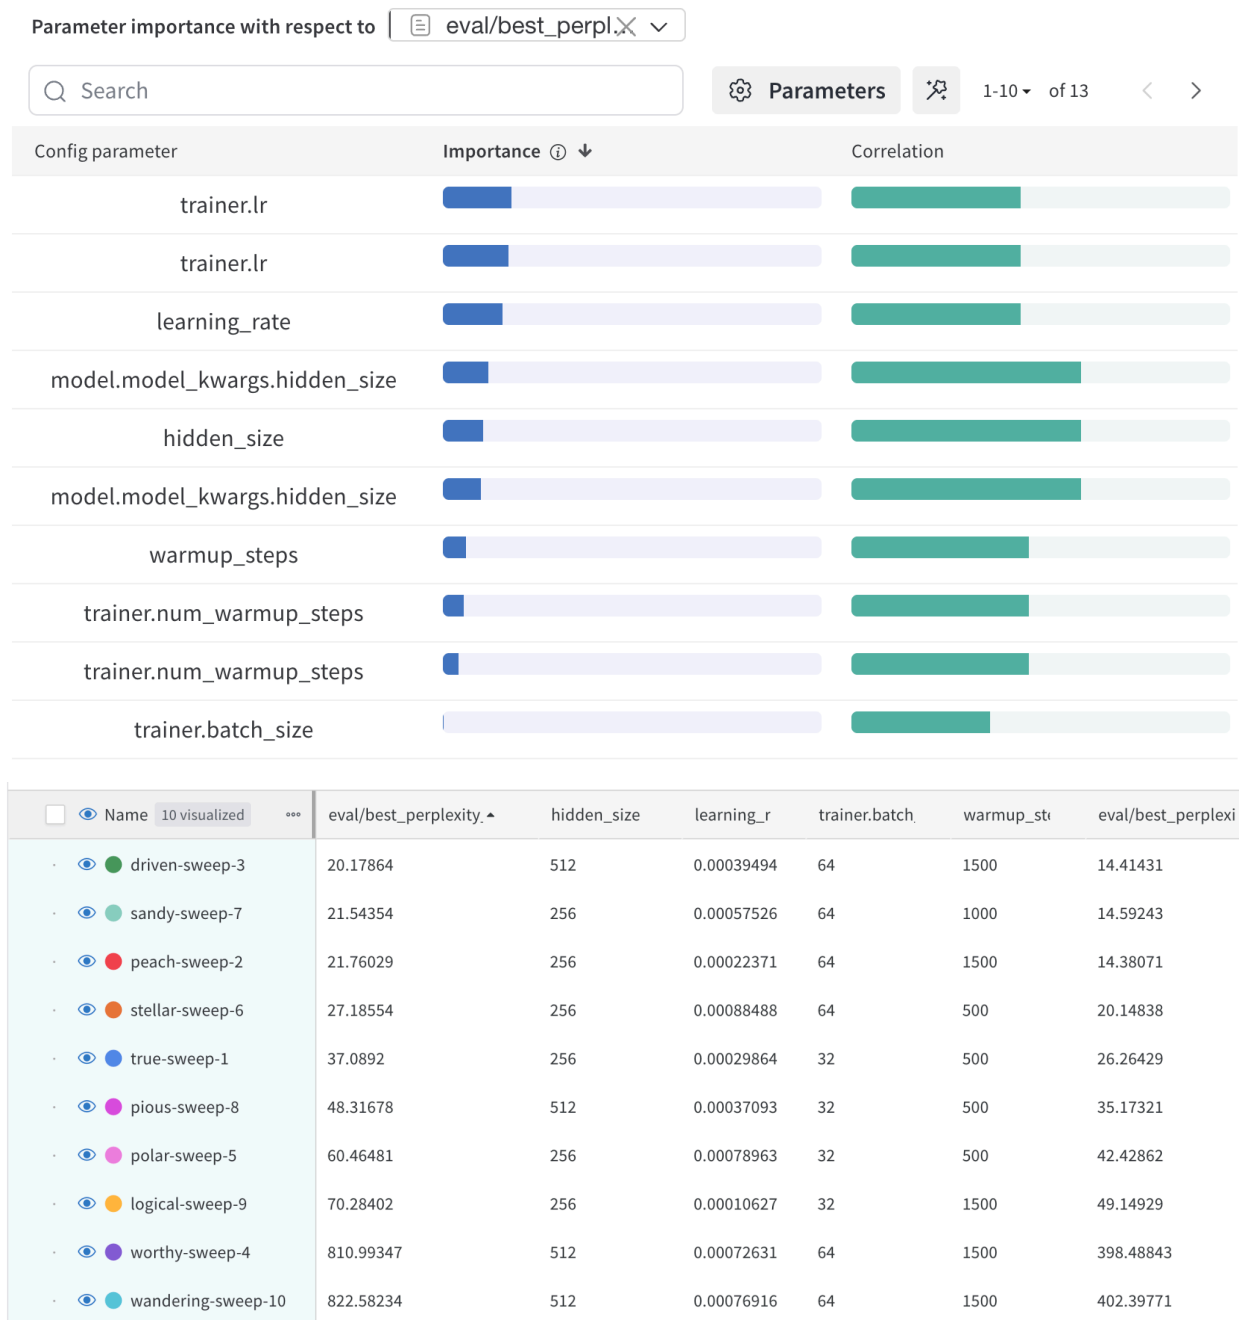 Parameter importance with respect to eval/best_perpl...
Search Parameters 1-10 of 13
Config parameter Importance Correlation
trainer.lr
trainer.lr
learning_rate
model.model_kwargs.hidden_size
hidden_size
model.model_kwargs.hidden_size
warmup_steps
trainer.num_warmup_steps
trainer.num_warmup_steps
trainer.batch_size
Name 10 visualized eval/best_perplexity_ hidden_size learning_r trainer.batch_ warmup_ste eval/best_perplexi
driven-sweep-3 20.17864 512 0.00039494 64 1500 14.41431
sandy-sweep-7 21.54354 256 0.00057526 64 1000 14.59243
peach-sweep-2 21.76029 256 0.00022371 64 1500 14.38071
stellar-sweep-6 27.18554 256 0.00088488 64 500 20.14838
true-sweep-1 37.0892 256 0.00029864 32 500 26.26429
pious-sweep-8 48.31678 512 0.00037093 32 500 35.17321
polar-sweep-5 60.46481 256 0.00078963 32 500 42.42862
logical-sweep-9 70.28402 256 0.00010627 32 1500 49.14929
worthy-sweep-4 810.99347 512 0.00072631 64 1500 398.48843
wandering-sweep-10 822.58234 512 0.00076916 64 1500 402.39771